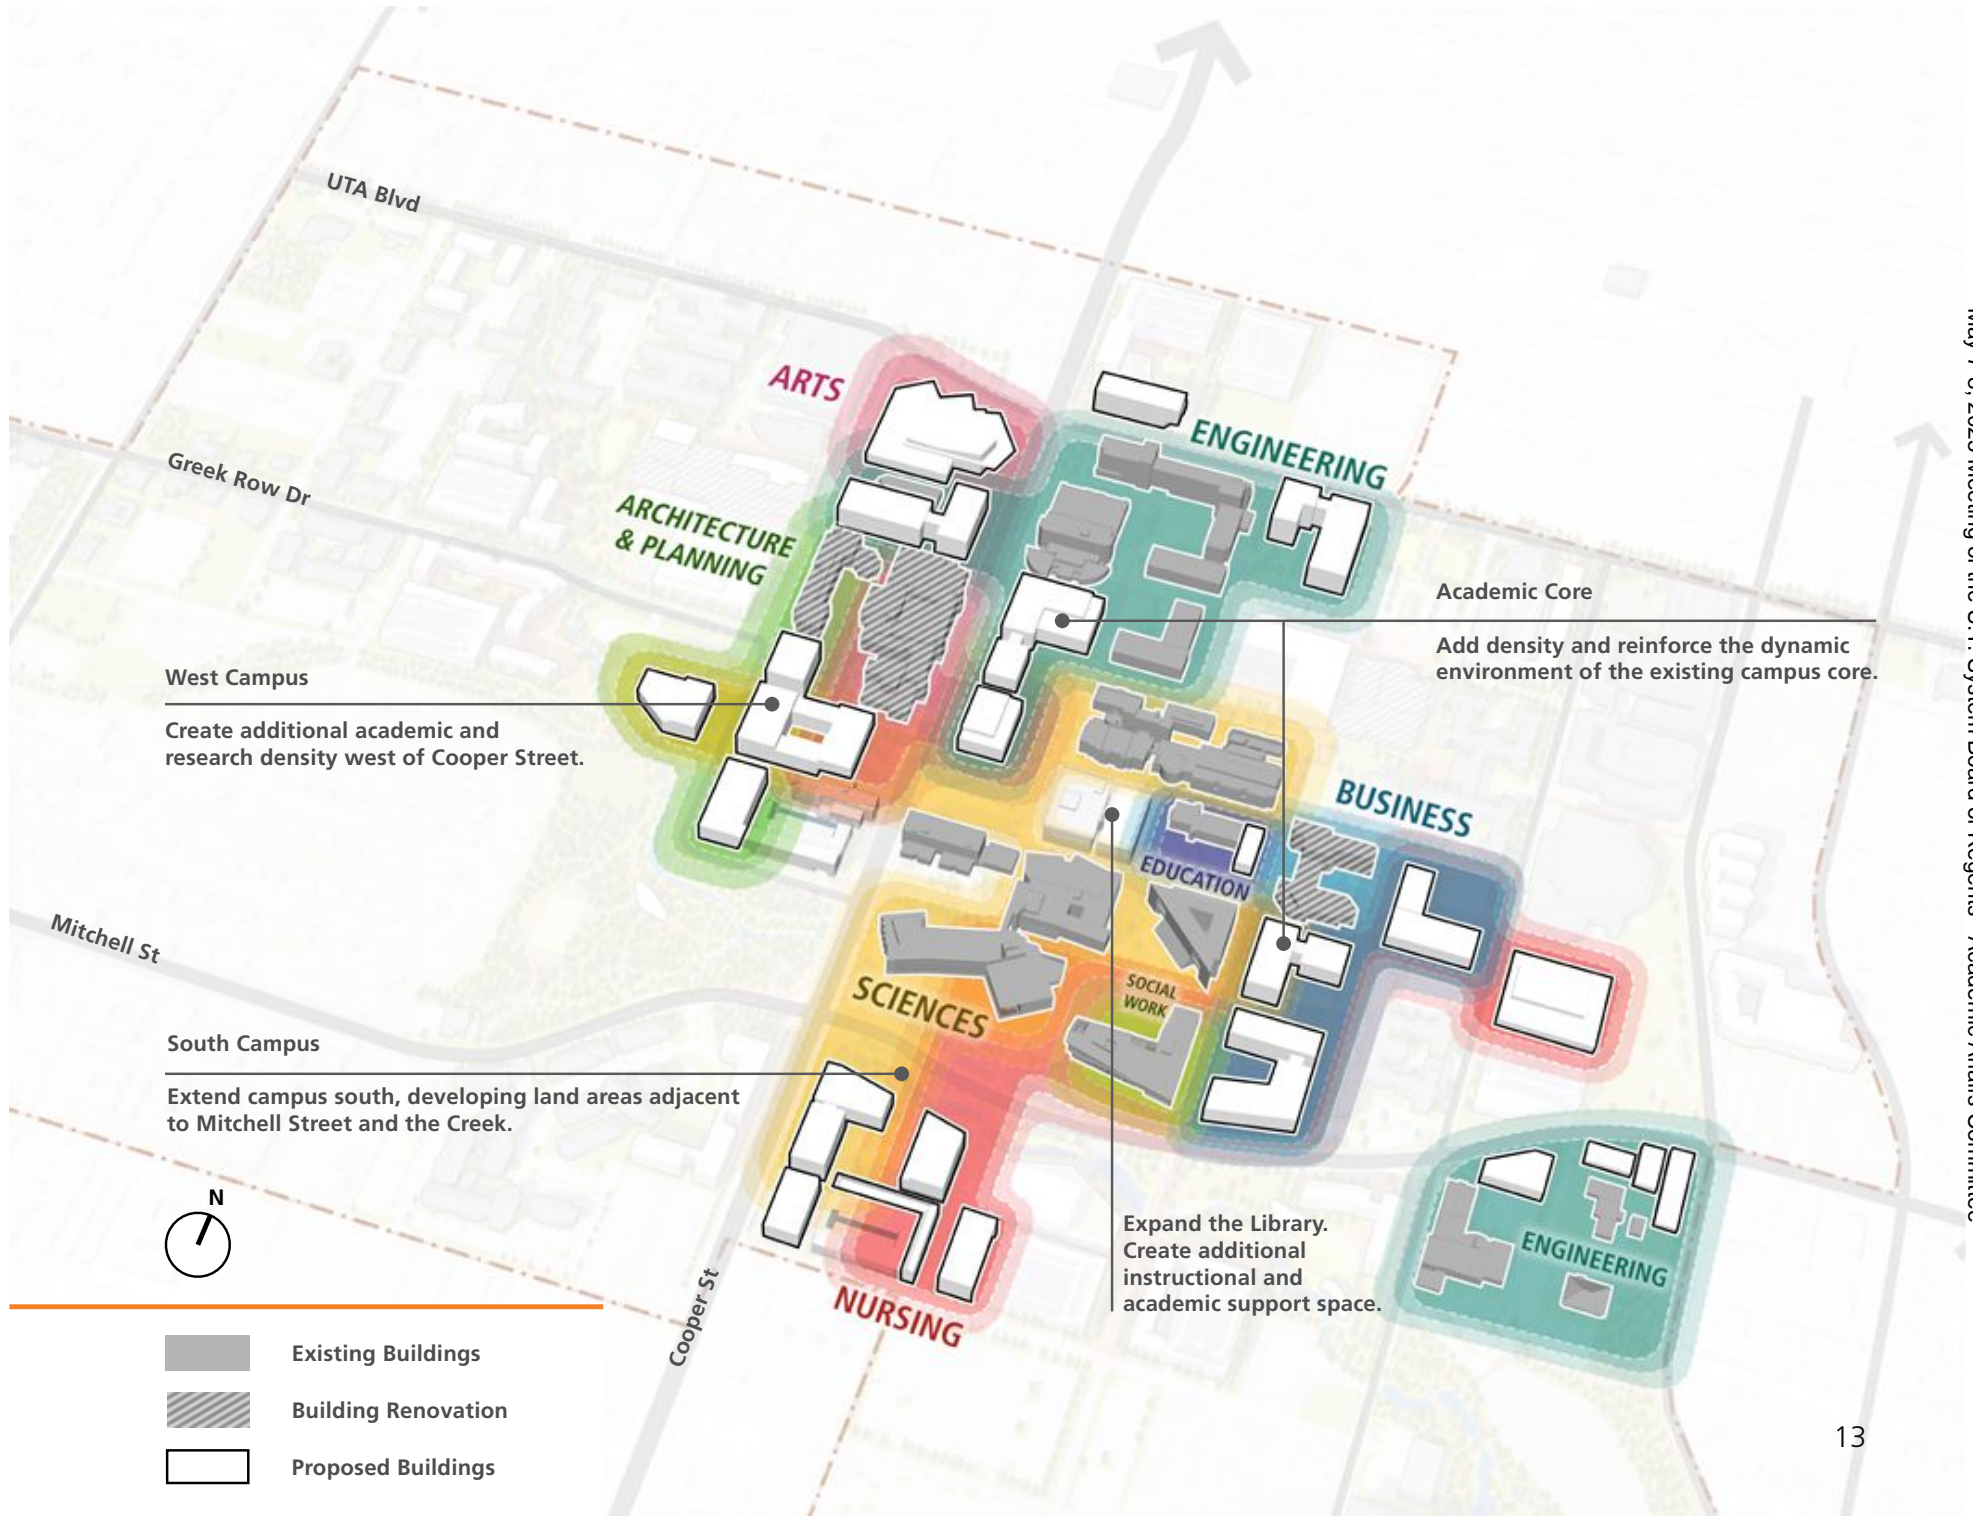 UTA Blvd
ARTS
ENGINEERING
Greek Row Dr
ARCHITECTURE
& PLANNING
Academic Core
Add density and reinforce the dynamic
environment of the existing campus core.
West Campus
Create additional academic and
research density west of Cooper Street.
BUSINESS
EDUCATION
Mitchell St
SCIENCES
SOCIAL
WORK
South Campus
Extend campus south, developing land areas adjacent
to Mitchell Street and the Creek.
N
Expand the Library.
Create additional
instructional and
academic support space.
ENGINEERING
NURSING
Cooper St
Existing Buildings
Building Renovation
Proposed Buildings
13